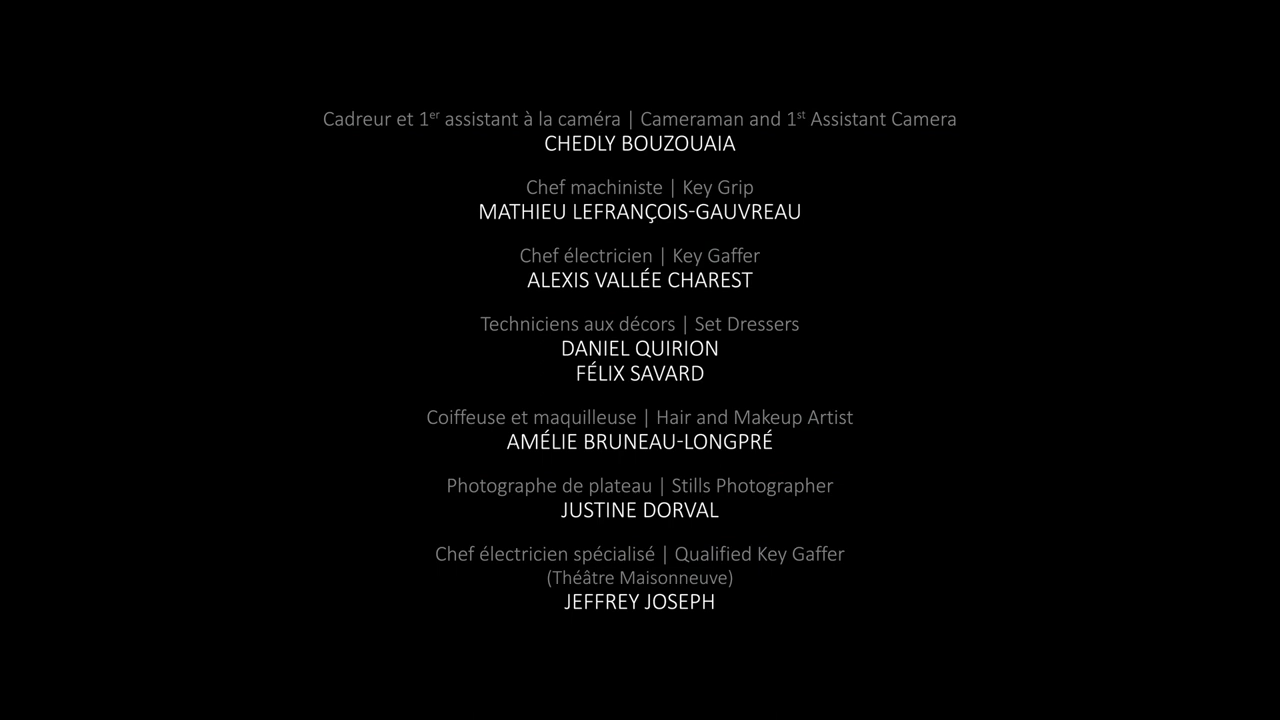 Cadreur et 1er assistant à la caméra | Cameraman and 1st Assistant Camera
CHEDLY BOUZOUAIA
Chef machiniste | Key Grip
MATHIEU LEFRANÇOIS-GAUVREAU
Chef électricien | Key Gaffer
ALEXIS VALLÉE CHAREST
Techniciens aux décors | Set Dressers
DANIEL QUIRION
FÉLIX SAVARD
Coiffeuse et maquilleuse | Hair and Makeup Artist
AMÉLIE BRUNEAU-LONGPRÉ
Photographe de plateau | Stills Photographer
JUSTINE DORVAL
Chef électricien spécialisé | Qualified Key Gaffer
(Théâtre Maisonneuve)
JEFFREY JOSEPH